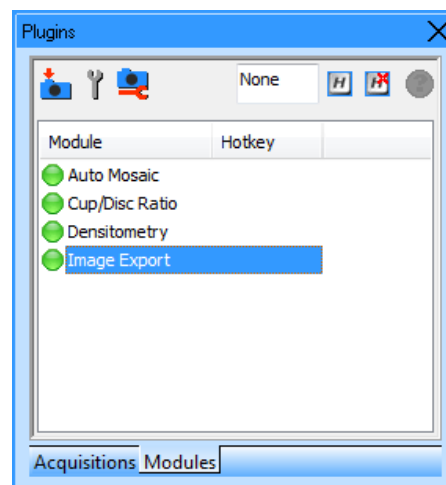 Plugins
None
H
H
?
Module Hotkey
Auto Mosaic
Cup/Disc Ratio
Densitometry
Image Export
Acquisitions Modules